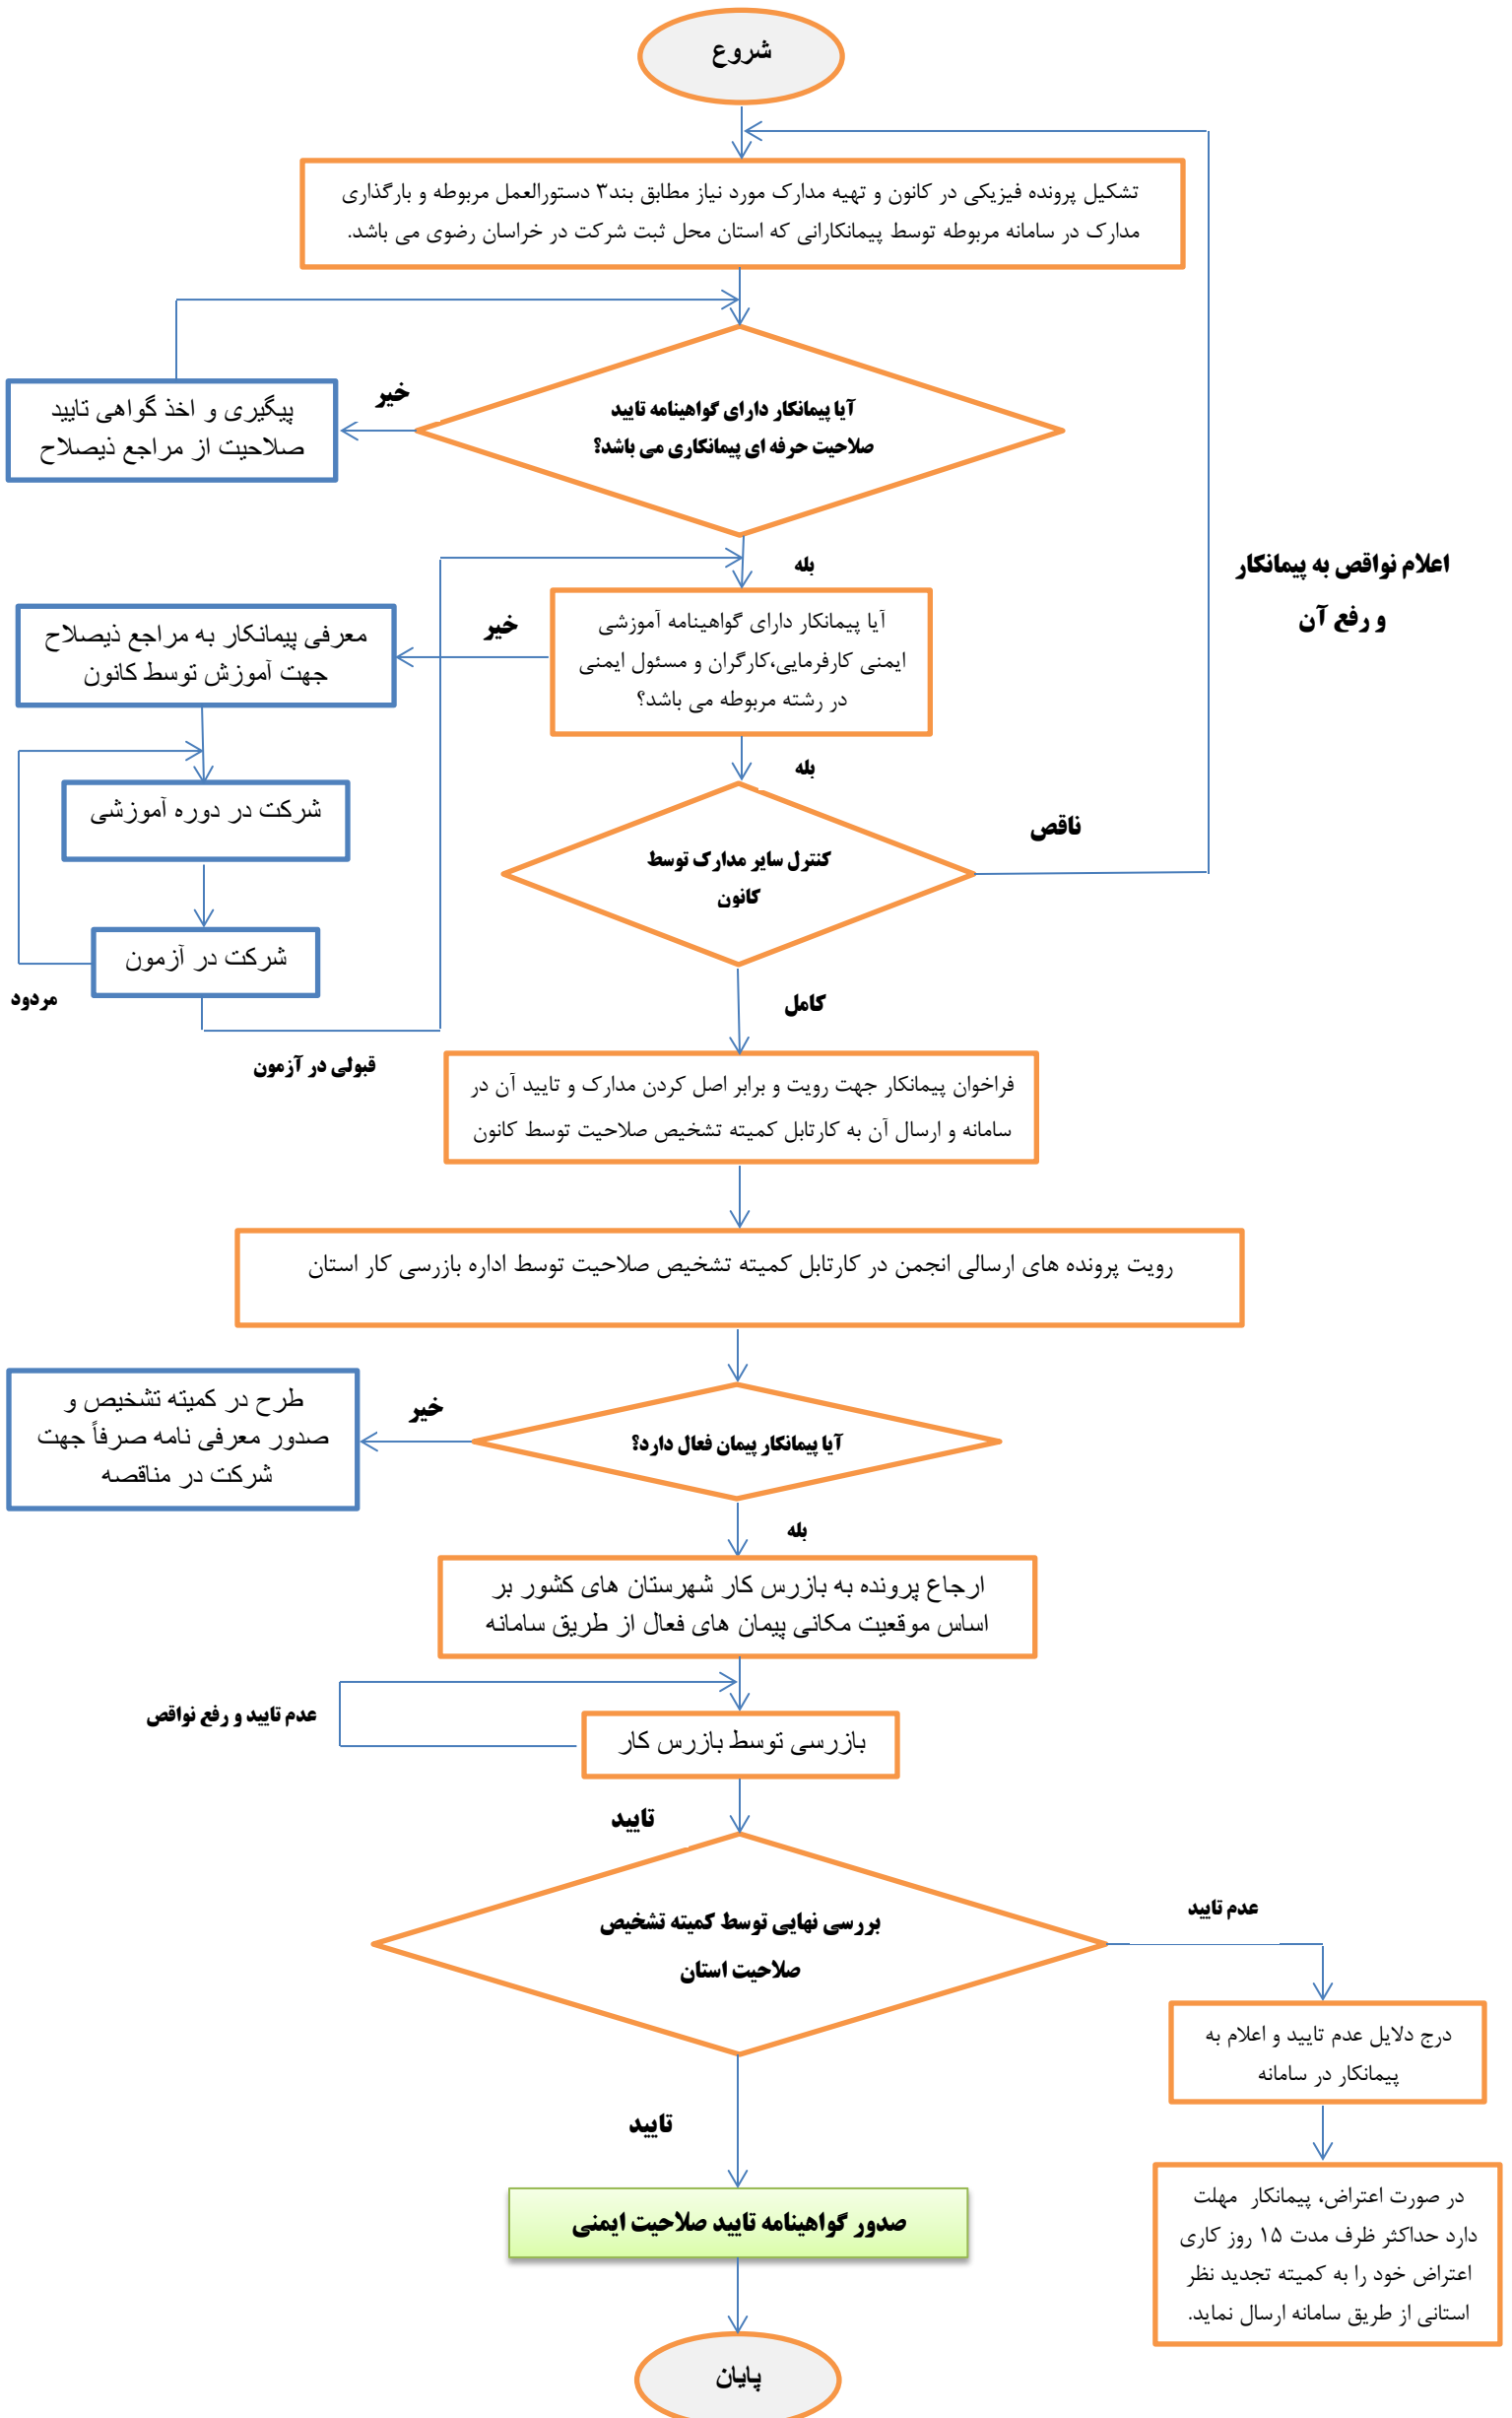 شروع
تشکیل پرونده فیزیکی در کانون و تهیه مدارک مورد نیاز مطابق بند۳ دستورالعمل مربوطه و بارگذاری
مدارک در سامانه مربوطه توسط پیمانکارانی که استان محل ثبت شرکت در خراسان رضوی می باشد.
آیا پیمانکار دارای گواهینامه تایید
صلاحیت حرفه ای پیمانکاری می باشد؟
خیر
پیگیری و اخذ گواهی تایید
صلاحیت از مراجع ذیصلاح
بله
اعلام نواقص به پیمانکار
و رفع آن
آیا پیمانکار دارای گواهینامه آموزشی
ایمنی کارفرمایی،کارگران و مسئول ایمنی
در رشته مربوطه می باشد؟
خیر
معرفی پیمانکار به مراجع ذیصلاح
جهت آموزش توسط کانون
شرکت در دوره آموزشی
شرکت در آزمون
مردود
قبولی در آزمون
بله
کنترل سایر مدارک توسط
کانون
ناقص
کامل
فراخوان پیمانکار جهت رویت و برابر اصل کردن مدارک و تایید آن در
سامانه و ارسال آن به کارتابل کمیته تشخیص صلاحیت توسط کانون
رویت پرونده های ارسالی انجمن در کارتابل کمیته تشخیص صلاحیت توسط اداره بازرسی کار استان
آیا پیمانکار پیمان فعال دارد؟
خیر
طرح در کمیته تشخیص و
صدور معرفی نامه صرفاً جهت
شرکت در مناقصه
بله
ارجاع پرونده به بازرس کار شهرستان های کشور بر
اساس موقعیت مکانی پیمان های فعال از طریق سامانه
عدم تایید و رفع نواقص
بازرسی توسط بازرس کار
تایید
بررسی نهایی توسط کمیته تشخیص
صلاحیت استان
عدم تایید
درج دلایل عدم تایید و اعلام به
پیمانکار در سامانه
در صورت اعتراض، پیمانکار مهلت
دارد حداکثر ظرف مدت ۱۵ روز کاری
اعتراض خود را به کمیته تجدید نظر
استانی از طریق سامانه ارسال نماید.
تایید
صدور گواهینامه تایید صلاحیت ایمنی
پایان